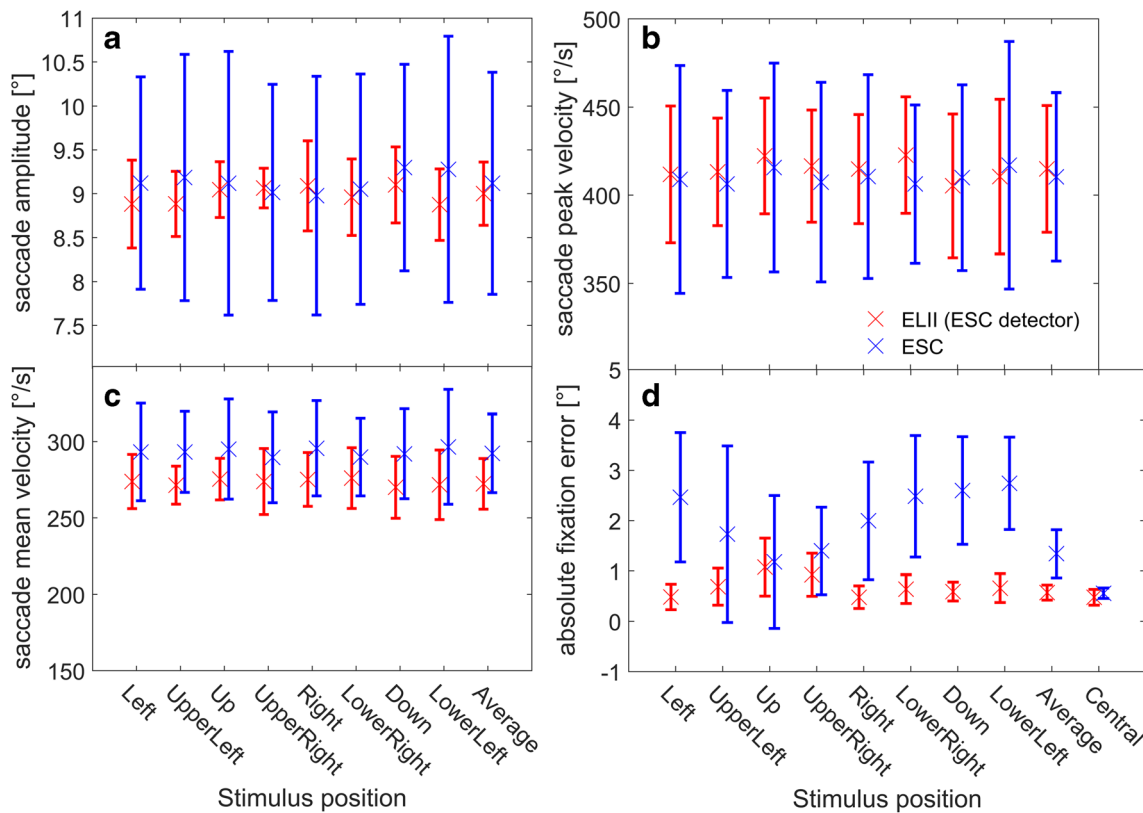 a
saccade amplitude [°]
11
10.5
10
9.5
9
8.5
8
7.5
b
saccade peak velocity [°/s]
500
450
400
350
ELII (ESC detector)
ESC
c
saccade mean velocity [°/s]
300
250
200
150
Left
UpperLeft
Up
UpperRight
Right
LowerRight
Down
LowerLeft
Average
Stimulus position
d
absolute fixation error [°]
5
4
3
2
1
0
-1
Left
UpperLeft
Up
UpperRight
Right
LowerRight
Down
LowerLeft
Average
Central
Stimulus position